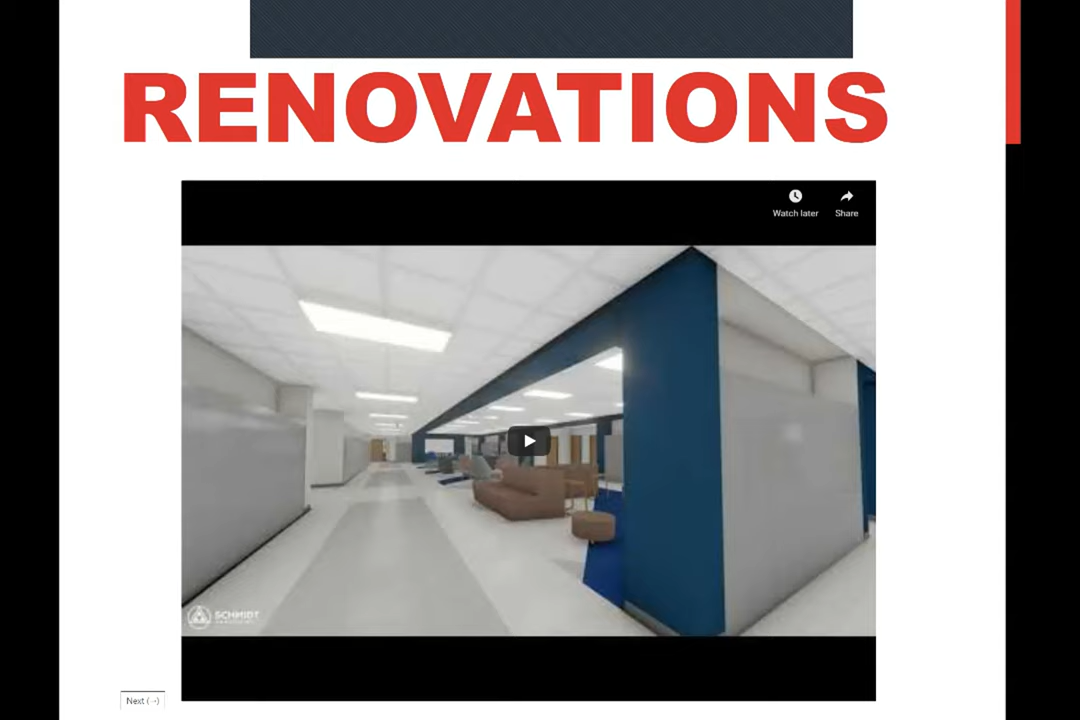 RENOVATIONS
Watch later
Share
SCHMIDT
Next (→)